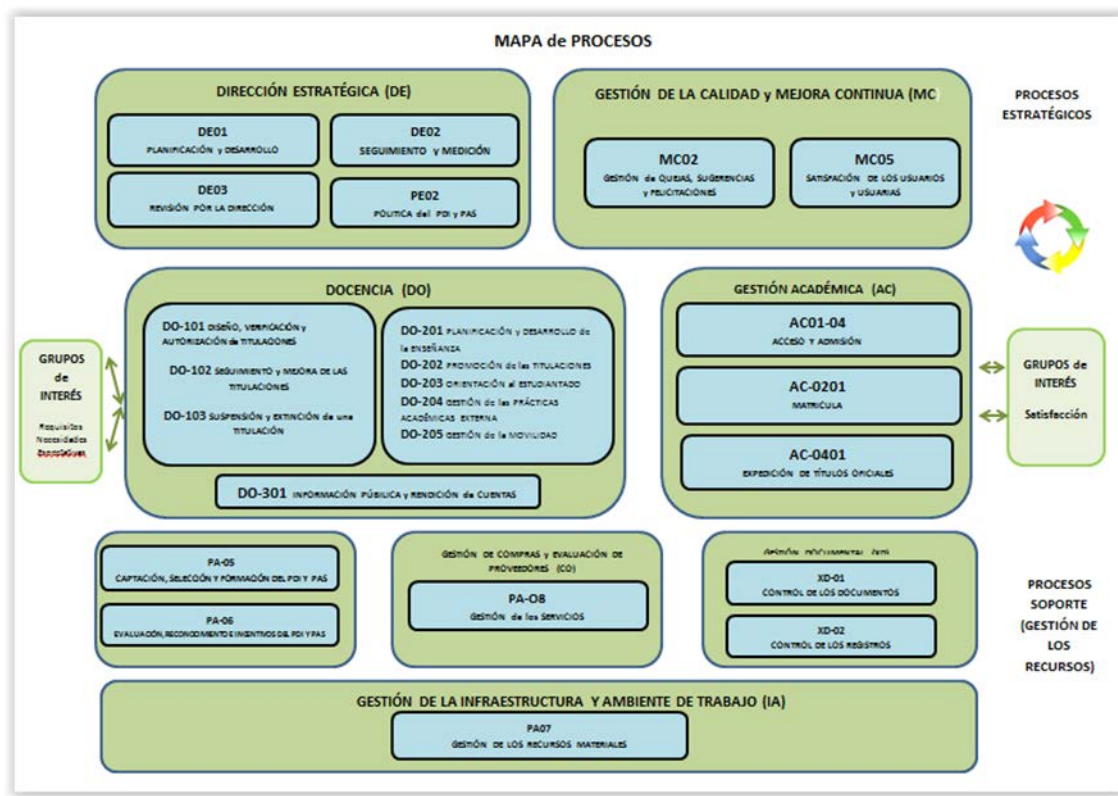 MAPA de PROCESOS
DIRECCIÓN ESTRATÉGICA (DE)
DE01
PLANIFICACIÓN y DESARROLLO
DE02
SEGUIMIENTO y MEDICIÓN
DE03
REVISIÓN POR LA DIRECCIÓN
PE02
POLITICA del PDI y PAS
GESTIÓN DE LA CALIDAD y MEJORA CONTINUA (MC)
MC02
GESTIÓN de QUEJAS, SUGERENCIAS
y FELICITACIONES
MC05
SATISFACIÓN DE LOS USUARIOS
y USUARIAS
PROCESOS
ESTRATÉGICOS
GRUPOS
de
INTERÉS
Requisitos
Necesidades
DOCENCIA (DO)
DO-101 DISEÑO, VERIFICACIÓN y
AUTORIZACIÓN de TITULACIONES
DO-102 SEGUIMIENTO y MEJORA DE LAS
TITULACIONES
DO-103 SUSPENSIÓN y EXTINCIÓN de una
TITULACIÓN
DO-201 PLANIFICACIÓN y DESARROLLO de
la ENSEÑANZA
DO-202 PROMOCIÓN de las TITULACIONES
DO-203 ORIENTACIÓN al ESTUDIANTADO
DO-204 GESTIÓN de las PRÁCTICAS
ACADÉMICAS EXTERNA
DO-205 GESTIÓN de la MOVILIDAD
DO-301 INFORMACIÓN PÚBILICA y RENDICIÓN de CUENTAS
GESTIÓN ACADÉMICA (AC)
AC01-04
ACCESO Y ADMISIÓN
AC-0201
MATRICULA
AC-0401
EXPEDICIÓN DE TÍTULOS OFICIALES
GRUPOS de
INTERÉS
Satisfacción
PA-05
CAPTACIÓN, SELECCIÓN Y FORMACIÓN DEL PDI Y PAS
PA-06
EVALUACIÓN, RECONOCIMIENTO E INCENTIVOS DEL PDI Y PAS
GESTIÓN DE COMPRAS y EVALUACIÓN DE
PROVEEDORES (CO)
PA-O8
GESTIÓN de los SERVICIOS
GESTIÓN DOCUMENTAL (XD)
XD-01
CONTROL DE LOS DOCUMENTOS
XD-02
CONTROL DE LOS REGISTROS
PROCESOS
SOPORTE
(GESTIÓN DE
LOS
RECURSOS)
GESTIÓN DE LA INFRAESTRUCTURA Y AMBIENTE DE TRABAJO (IA)
PA07
GESTIÓN DE LOS RECURSOS MATERIALES